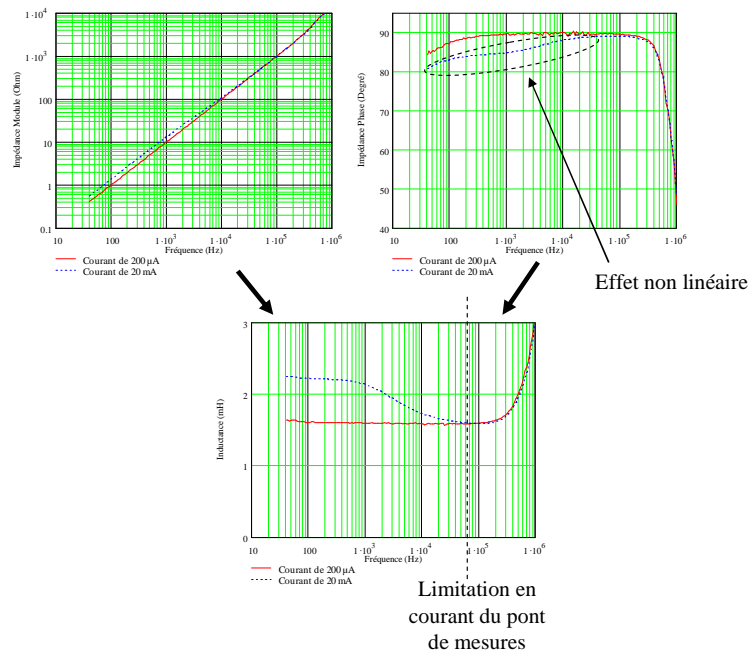 1·10⁴
1·10³
100
10
1
0.1
Impédance Module (Ohm)
10 100 1·10³ 1·10⁴ 1·10⁵ 1·10⁶
Fréquence (Hz)
Courant de 200 µA
Courant de 20 mA
90
80
70
60
50
40
Impédance Phase (Degré)
10 100 1·10³ 1·10⁴ 1·10⁵ 1·10⁶
Fréquence (Hz)
Courant de 200 µA
Courant de 20 mA
Effet non linéaire
3
2
1
0
Inductance (mH)
10 100 1·10³ 1·10⁴ 1·10⁵ 1·10⁶
Fréquence (Hz)
Courant de 200 µA
Courant de 20 mA
Limitation en
courant du pont
de mesures